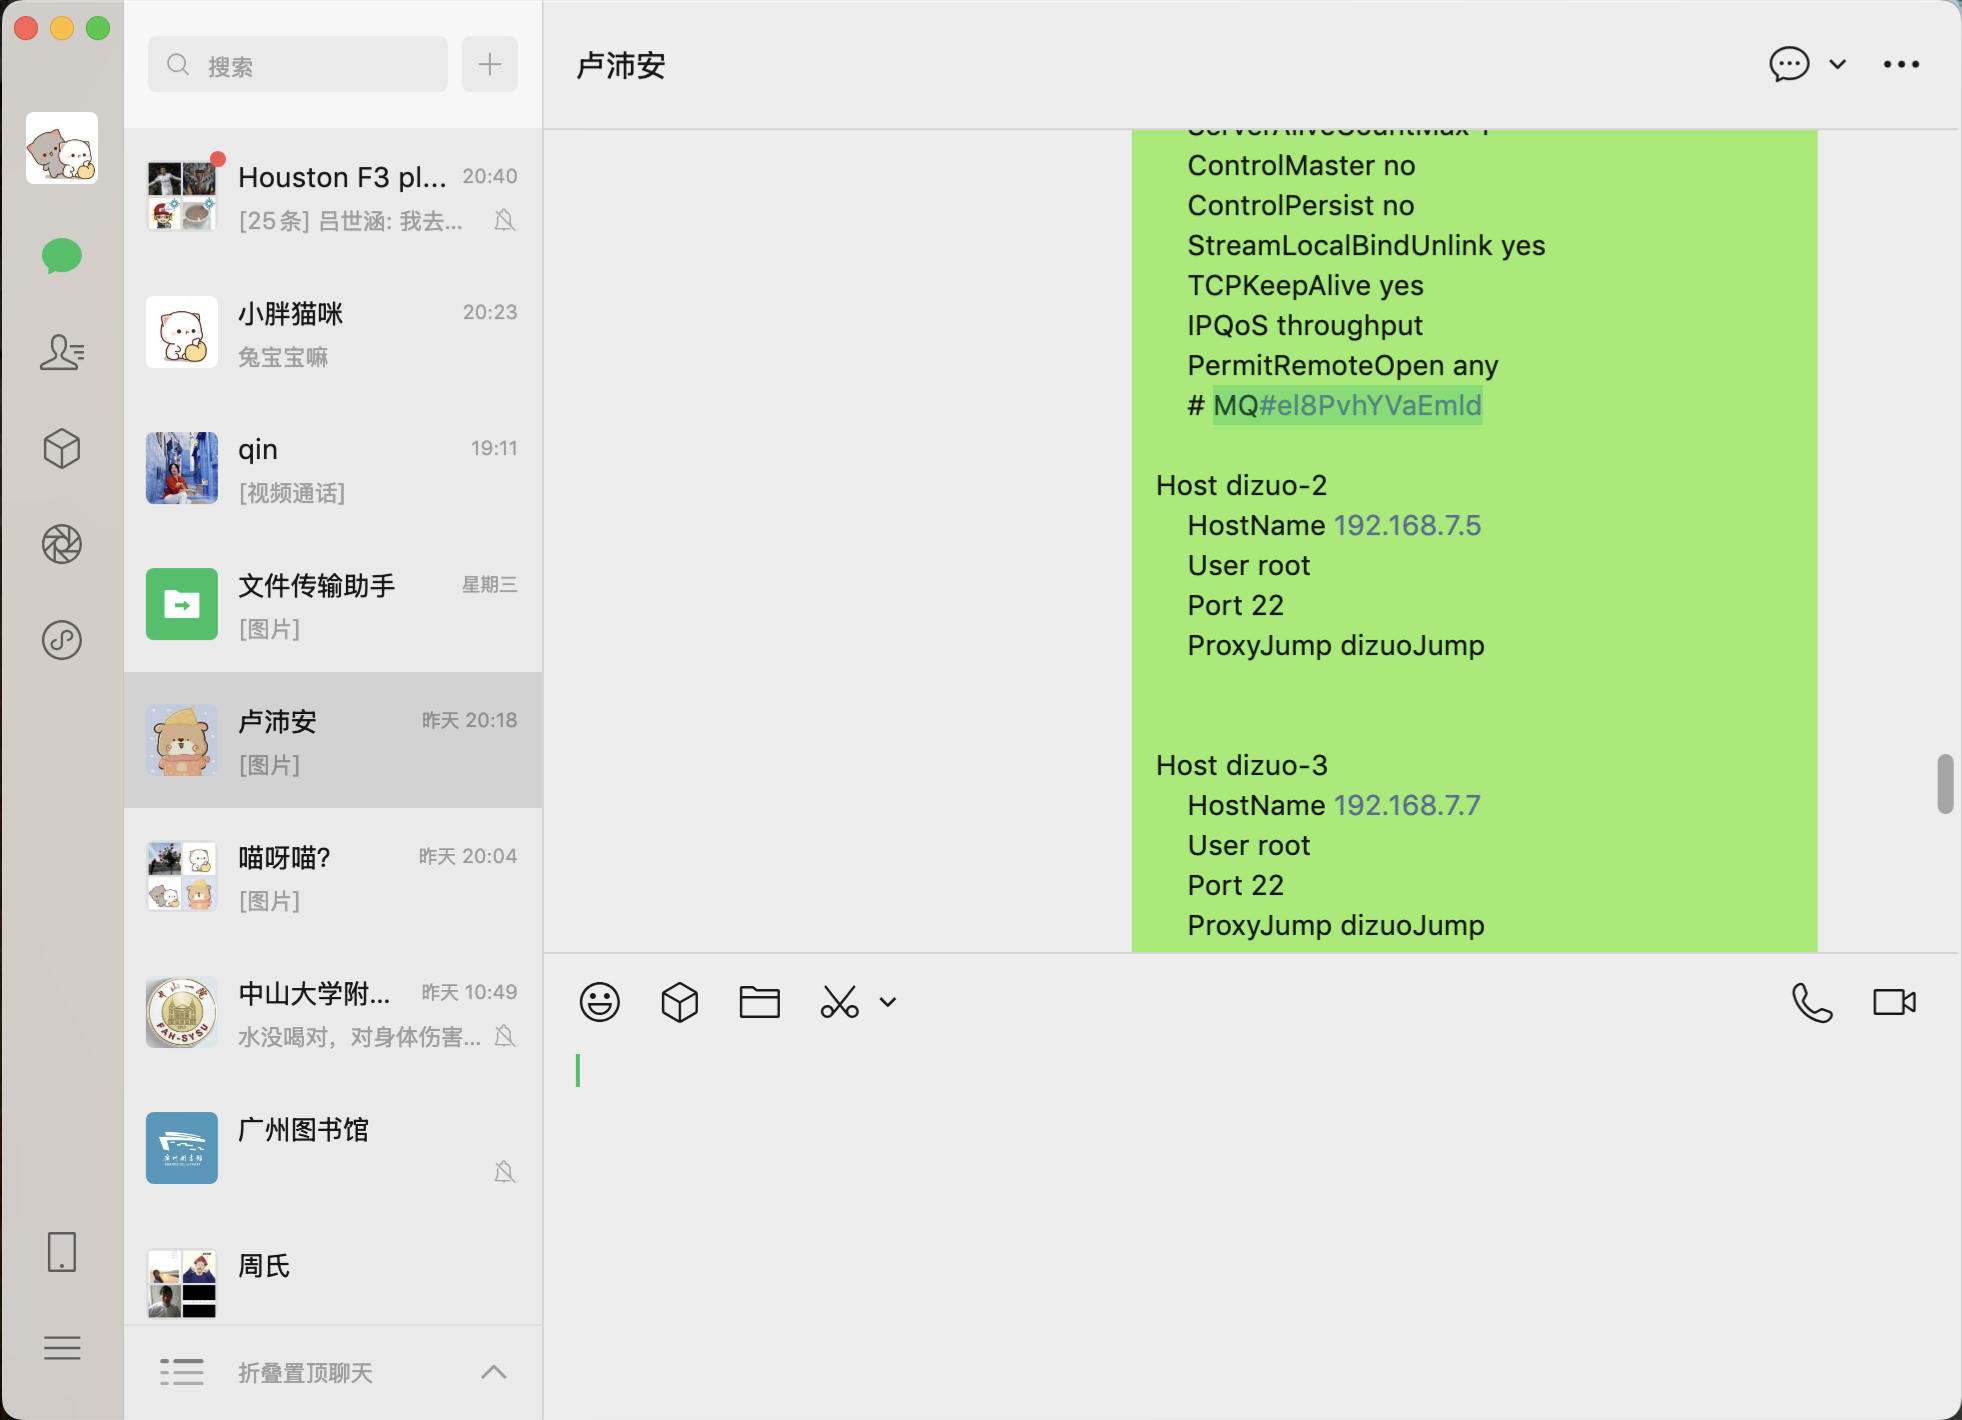 搜索
Houston F3 pl... 20:40
[25条] 吕世涵: 我去...
小胖猫咪 20:23
兔宝宝嘛
qin 19:11
[视频通话]
文件传输助手 星期三
[图片]
卢沛安 昨天 20:18
[图片]
喵呀喵? 昨天 20:04
[图片]
中山大学附... 昨天 10:49
水没喝对，对身体伤害...
广州图书馆
周氏
折叠置顶聊天
卢沛安
ControlMaster no
ControlPersist no
StreamLocalBindUnlink yes
TCPKeepAlive yes
IPQoS throughput
PermitRemoteOpen any
# MQ#el8PvhYVaEmld
Host dizuo-2
HostName 192.168.7.5
User root
Port 22
ProxyJump dizuoJump
Host dizuo-3
HostName 192.168.7.7
User root
Port 22
ProxyJump dizuoJump